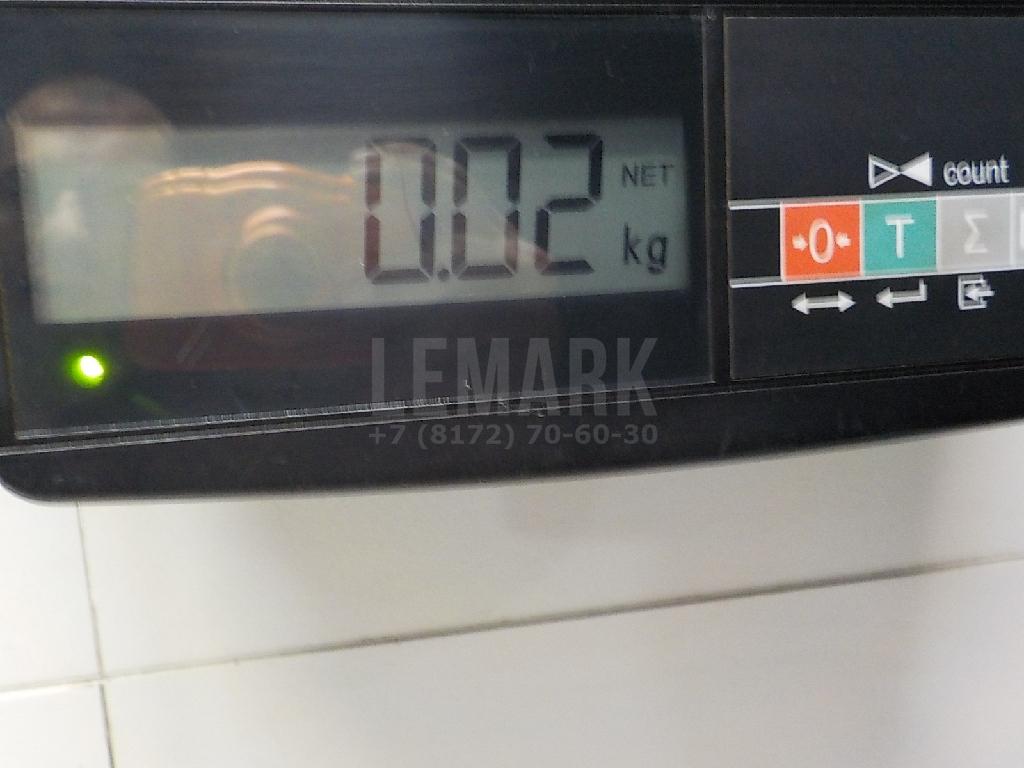 0.02
NET
kg
count
→0←
T
Σ
LEMARK
+7 (8172) 70-60-30